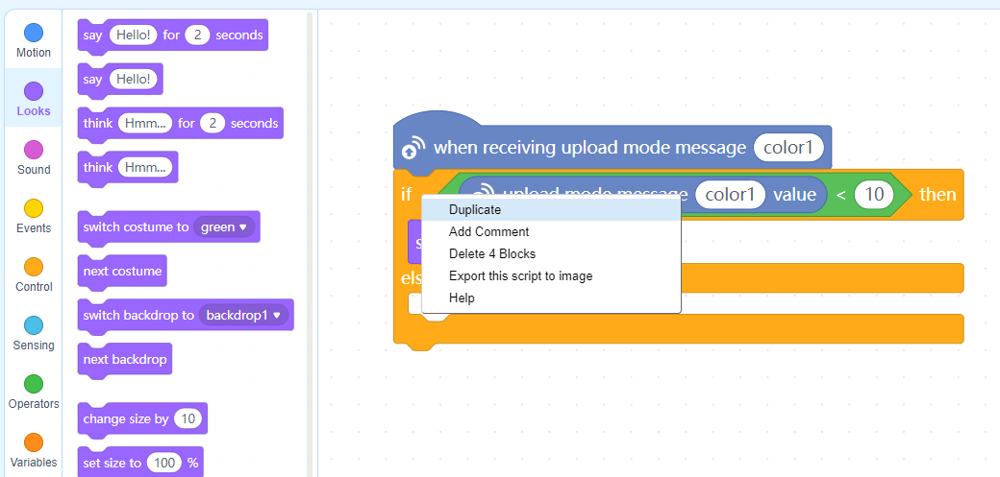 Motion
Looks
Sound
Events
Control
Sensing
Operators
Variables
say Hello! for 2 seconds
say Hello!
think Hmm... for 2 seconds
think Hmm...
switch costume to green
next costume
switch backdrop to backdrop1
next backdrop
change size by 10
set size to 100 %
when receiving upload mode message color1
if upload mode message color1 value < 10 then
Duplicate
Add Comment
Delete 4 Blocks
Export this script to image
Help